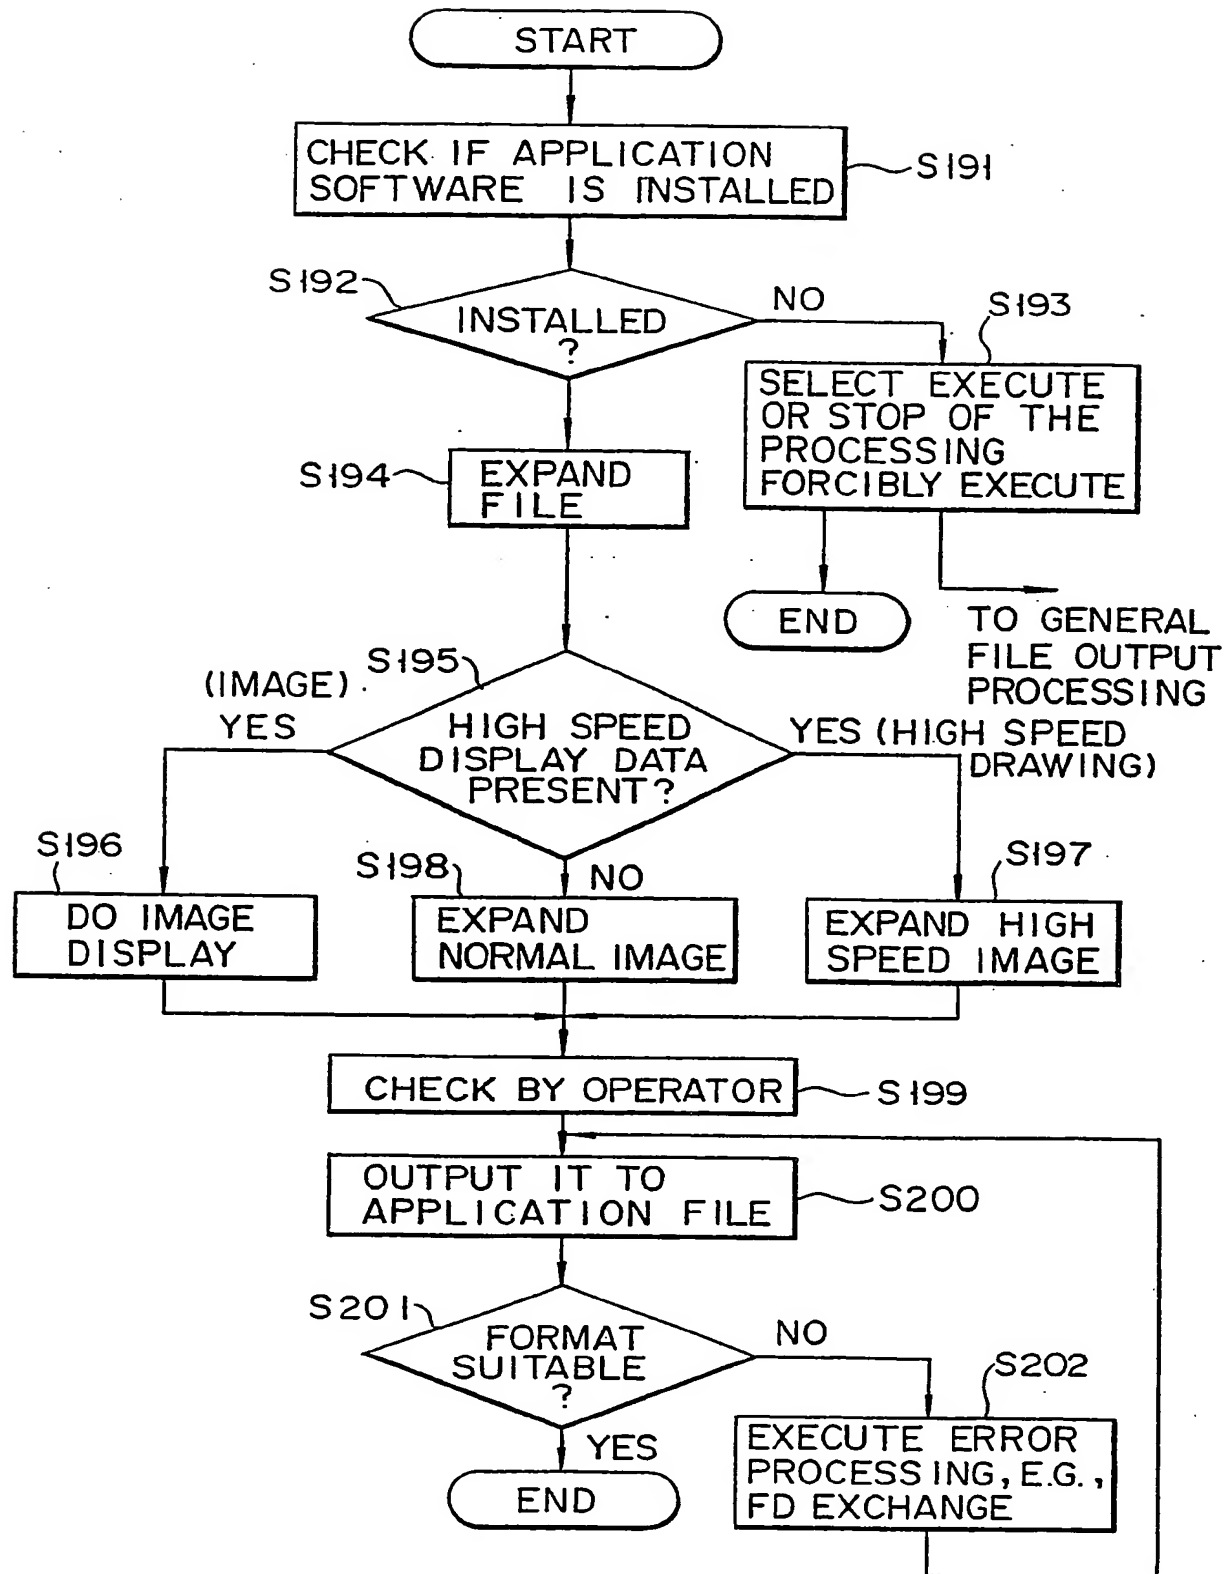 START
CHECK IF APPLICATION
SOFTWARE IS INSTALLED
S191
S192
INSTALLED
?
NO
S193
SELECT EXECUTE
OR STOP OF THE
PROCESSING
FORCIBLY EXECUTE
S194
EXPAND
FILE
END
TO GENERAL
FILE OUTPUT
PROCESSING
S195
(IMAGE)
YES
HIGH SPEED
DISPLAY DATA
PRESENT?
YES (HIGH SPEED
DRAWING)
S196
DO IMAGE
DISPLAY
S198
NO
EXPAND
NORMAL IMAGE
S197
EXPAND HIGH
SPEED IMAGE
CHECK BY OPERATOR
S199
OUTPUT IT TO
APPLICATION FILE
S200
S201
FORMAT
SUITABLE
?
NO
YES
END
S202
EXECUTE ERROR
PROCESSING, E.G.,
FD EXCHANGE